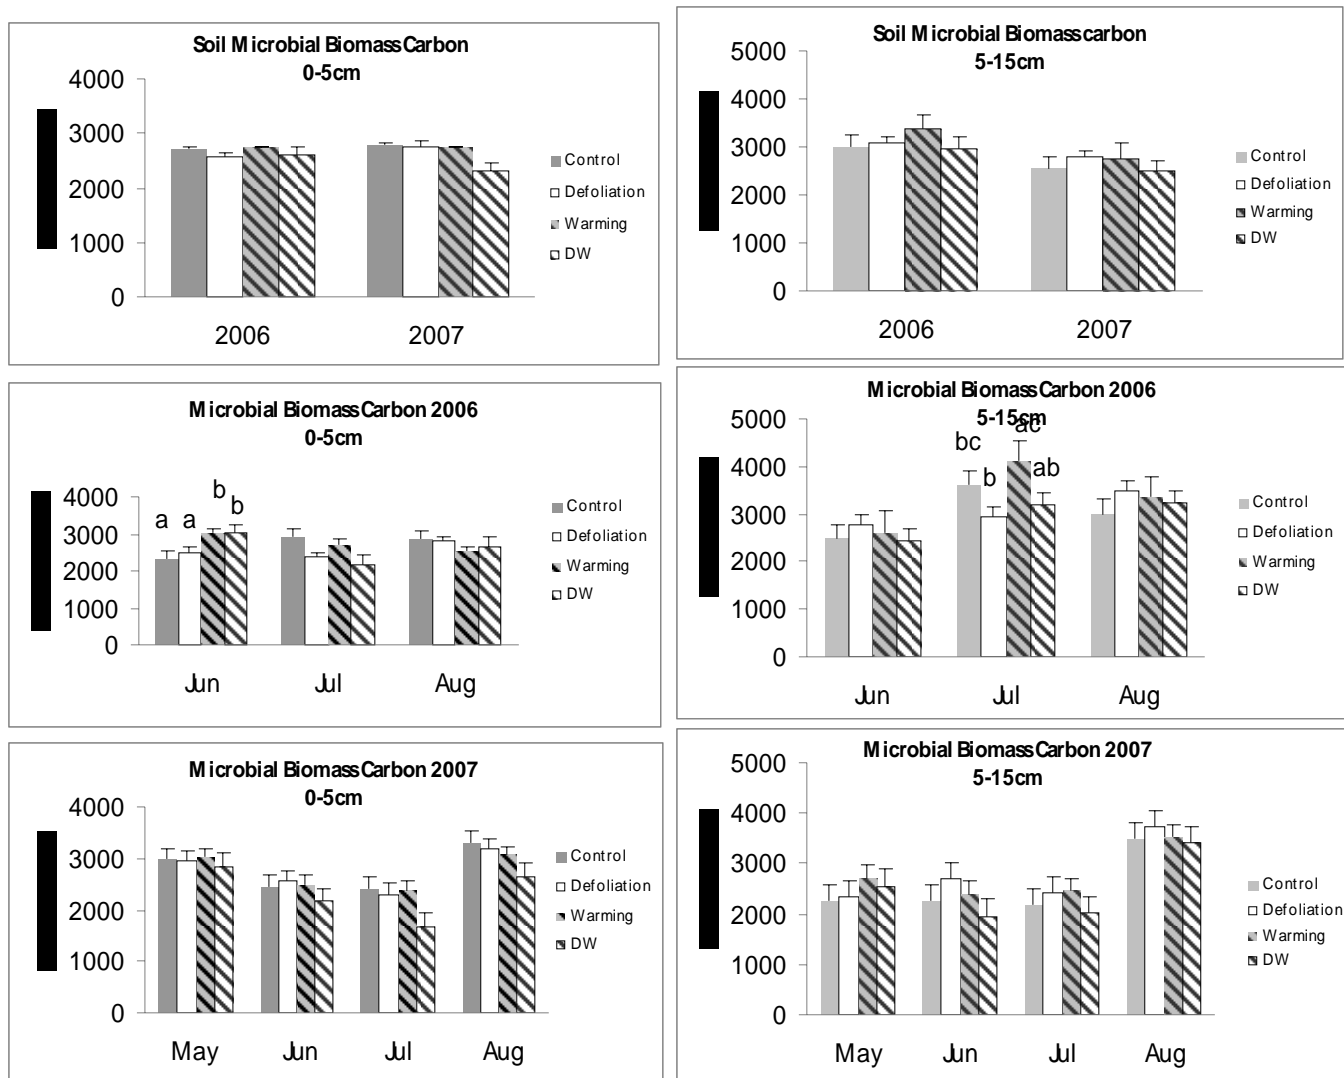 Soil Microbial Biomass Carbon
0-5cm
4000
3000
2000
1000
0
2006
2007
Control
Defoliation
Warming
DW
Soil Microbial Biomass carbon
5-15cm
5000
4000
3000
2000
1000
0
2006
2007
Control
Defoliation
Warming
DW
Microbial Biomass Carbon 2006
0-5cm
4000
3000
2000
1000
0
a
a
b
b
Jun
Jul
Aug
Control
Defoliation
Warming
DW
Microbial Biomass Carbon 2006
5-15cm
5000
4000
3000
2000
1000
0
bc
b
ac
ab
Jun
Jul
Aug
Control
Defoliation
Warming
DW
Microbial Biomass Carbon 2007
0-5cm
4000
3000
2000
1000
0
May
Jun
Jul
Aug
Control
Defoliation
Warming
DW
Microbial Biomass Carbon 2007
5-15cm
5000
4000
3000
2000
1000
0
May
Jun
Jul
Aug
Control
Defoliation
Warming
DW